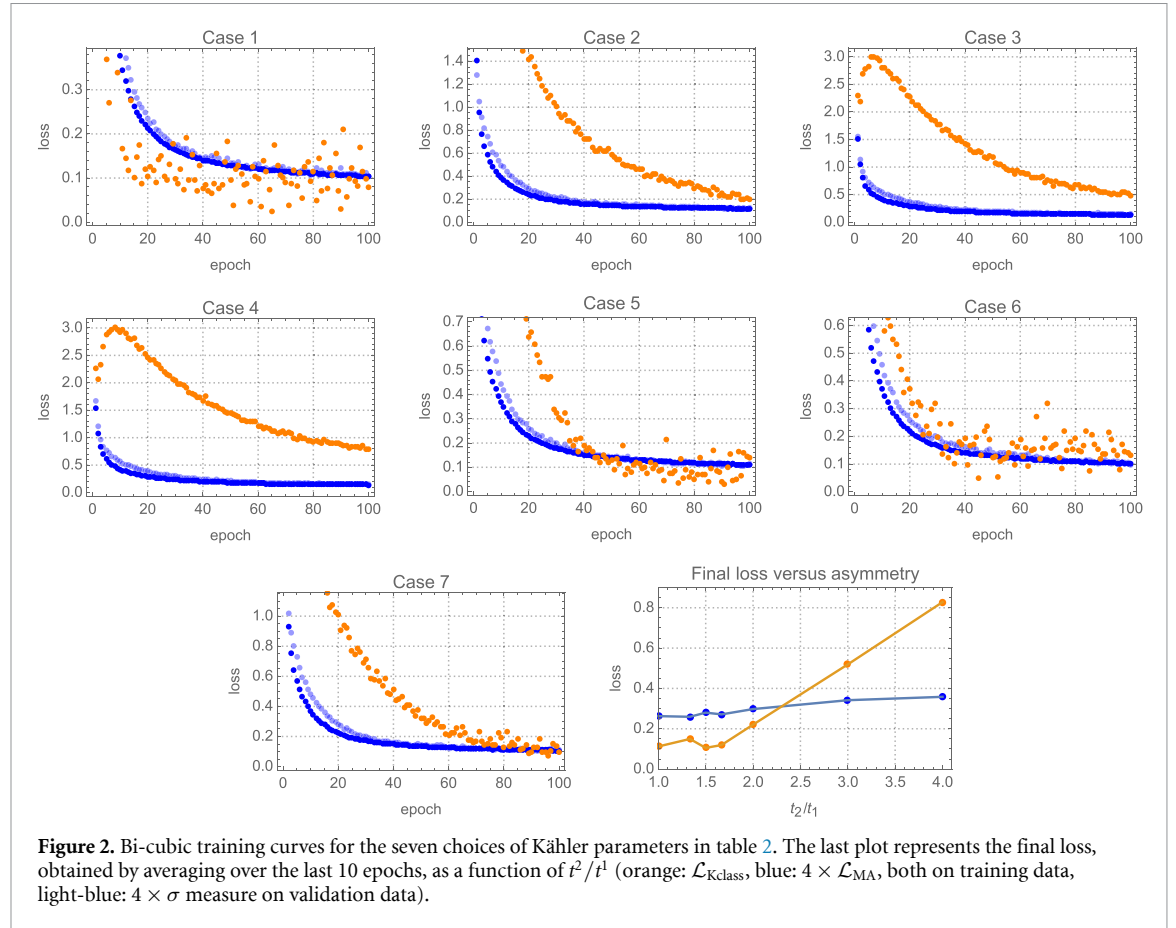 Case 1
Case 2
Case 3
loss
0.3
0.2
0.1
0.0
0 20 40 60 80 100
epoch
loss
1.4
1.2
1.0
0.8
0.6
0.4
0.2
0.0
0 20 40 60 80 100
epoch
loss
3.0
2.5
2.0
1.5
1.0
0.5
0.0
0 20 40 60 80 100
epoch
Case 4
Case 5
Case 6
loss
3.0
2.5
2.0
1.5
1.0
0.5
0.0
0 20 40 60 80 100
epoch
loss
0.7
0.6
0.5
0.4
0.3
0.2
0.1
0.0
0 20 40 60 80 100
epoch
loss
0.6
0.5
0.4
0.3
0.2
0.1
0.0
0 20 40 60 80 100
epoch
Case 7
Final loss versus asymmetry
loss
1.0
0.8
0.6
0.4
0.2
0.0
0 20 40 60 80 100
epoch
loss
0.8
0.6
0.4
0.2
0.0
1.0 1.5 2.0 2.5 3.0 3.5 4.0
t₂/t₁
Figure 2. Bi-cubic training curves for the seven choices of Kähler parameters in table 2. The last plot represents the final loss,
obtained by averaging over the last 10 epochs, as a function of t²/t¹ (orange: ℒ_Kclass, blue: 4 × ℒ_MA, both on training data,
light-blue: 4 × σ measure on validation data).